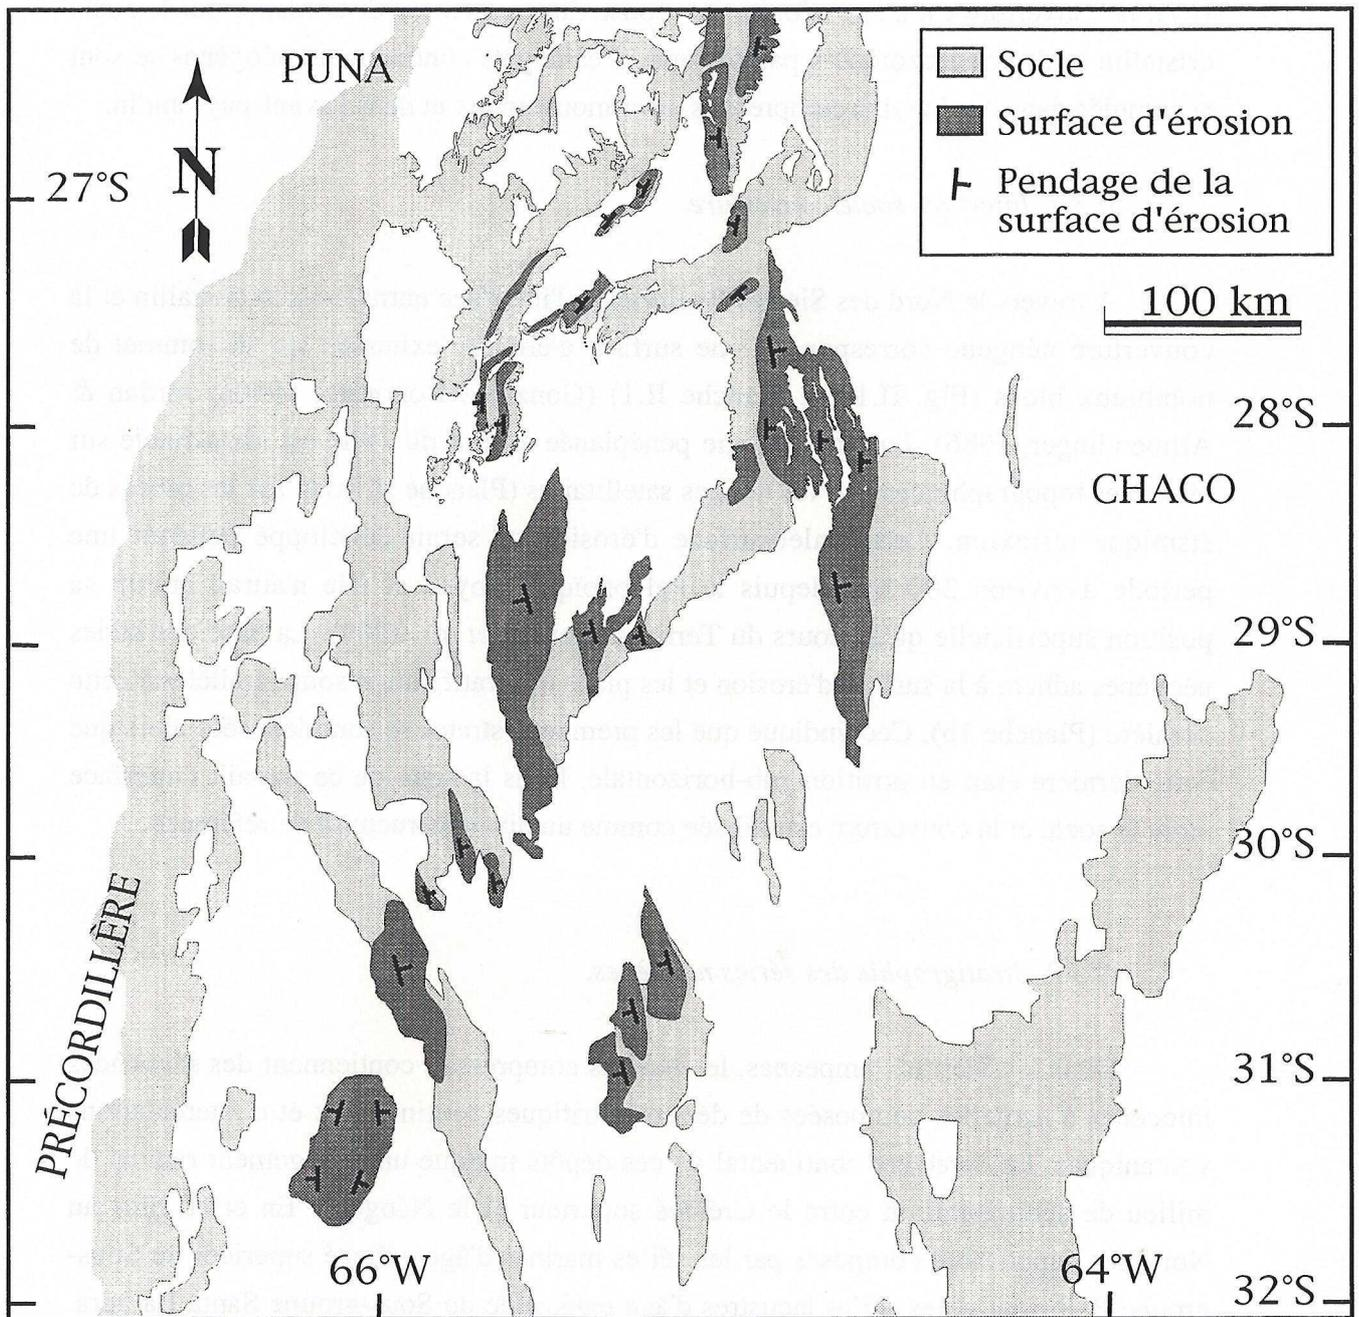 PUNA
N
27°S
Socle
Surface d'érosion
Pendage de la
surface d'érosion
100 km
28°S
CHACO
29°S
30°S
PRÉCORDILLÈRE
31°S
66°W
64°W
32°S